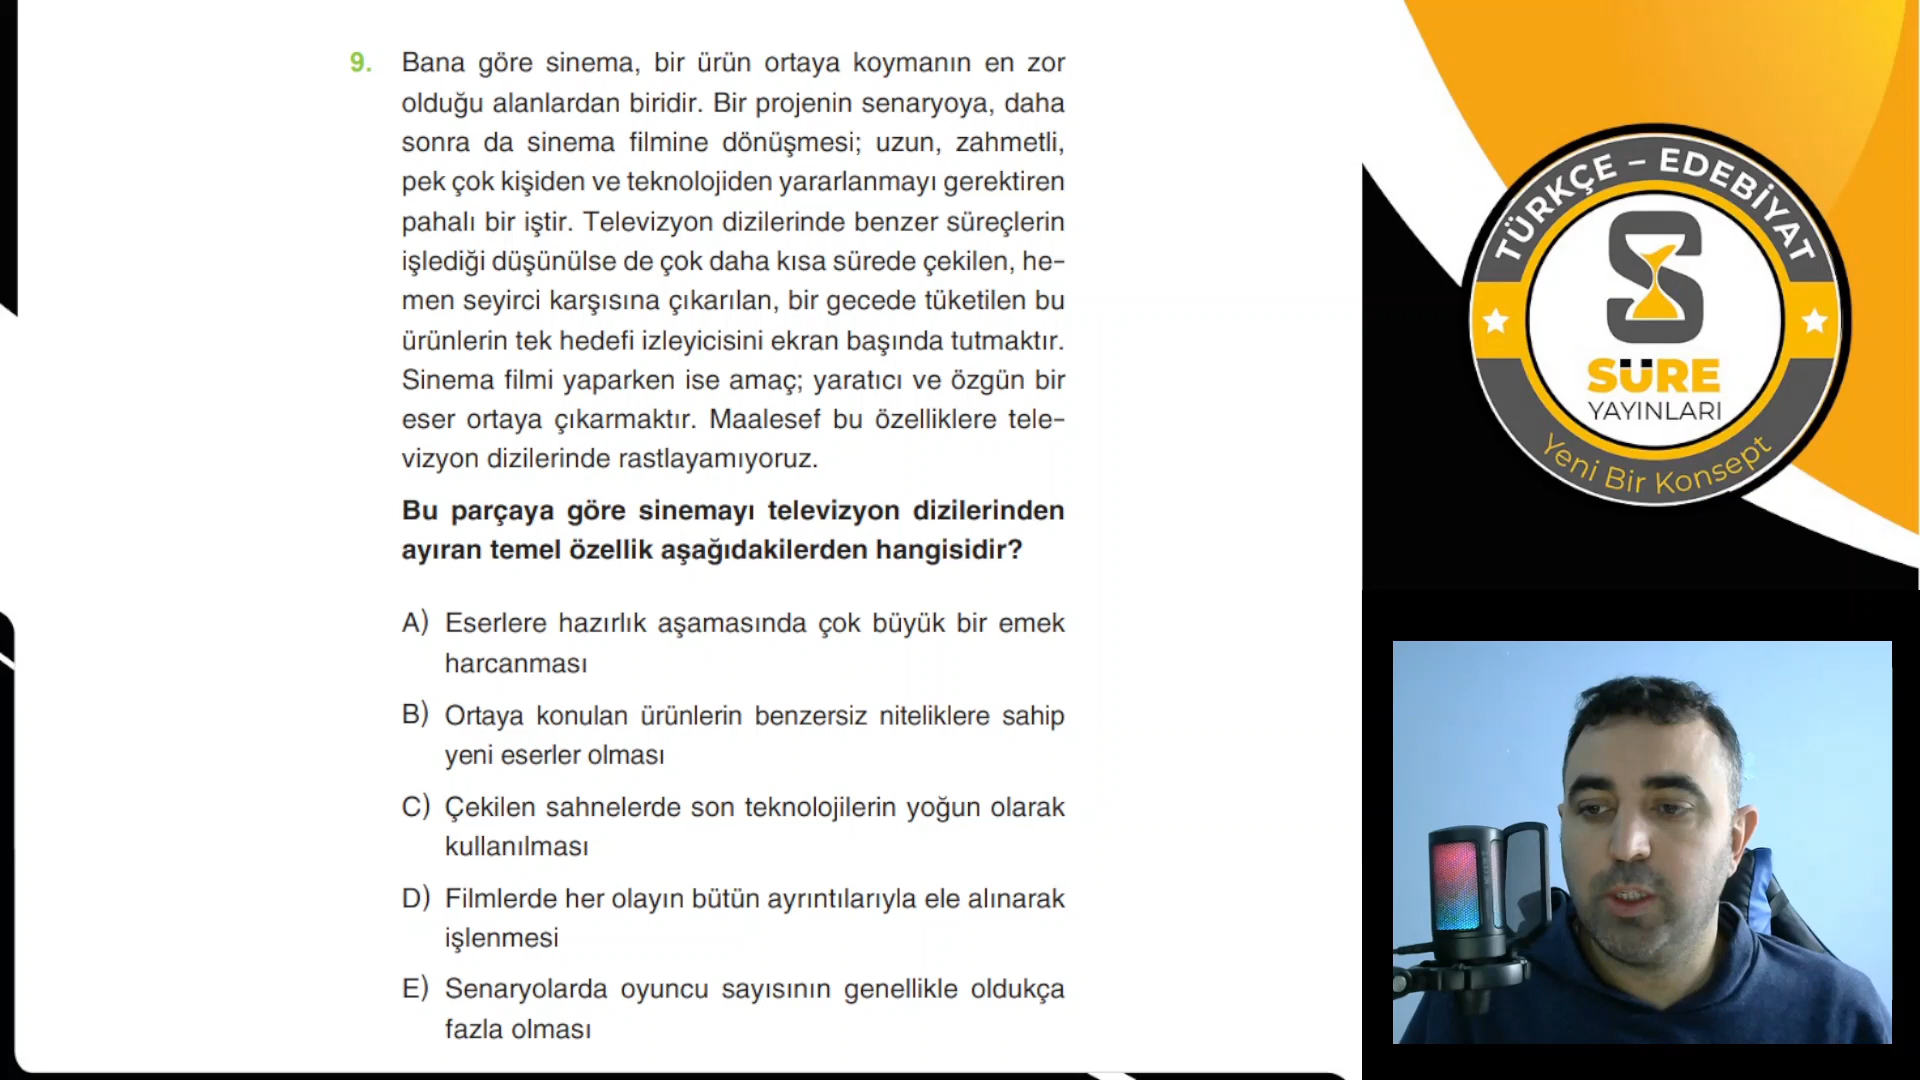 9. Bana göre sinema, bir ürün ortaya koymanın en zor
olduğu alanlardan biridir. Bir projenin senaryoya, daha
sonra da sinema filmine dönüşmesi; uzun, zahmetli,
pek çok kişiden ve teknolojiden yararlanmayı gerektiren
pahalı bir iştir. Televizyon dizilerinde benzer süreçlerin
işlediği düşünülse de çok daha kısa sürede çekilen, he-
men seyirci karşısına çıkarılan, bir gecede tüketilen bu
ürünlerin tek hedefi izleyicisini ekran başında tutmaktır.
Sinema filmi yaparken ise amaç; yaratıcı ve özgün bir
eser ortaya çıkarmaktır. Maalesef bu özelliklere tele-
vizyon dizilerinde rastlayamıyoruz.
Bu parçaya göre sinemayı televizyon dizilerinden
ayıran temel özellik aşağıdakilerden hangisidir?
A) Eserlere hazırlık aşamasında çok büyük bir emek
harcanması
B) Ortaya konulan ürünlerin benzersiz niteliklere sahip
yeni eserler olması
C) Çekilen sahnelerde son teknolojilerin yoğun olarak
kullanılması
D) Filmlerde her olayın bütün ayrıntılarıyla ele alınarak
işlenmesi
E) Senaryolarda oyuncu sayısının genellikle oldukça
fazla olması
TÜRKÇE – EDEBİYAT
S
SÜRE
YAYINLARI
Yeni Bir Konsept